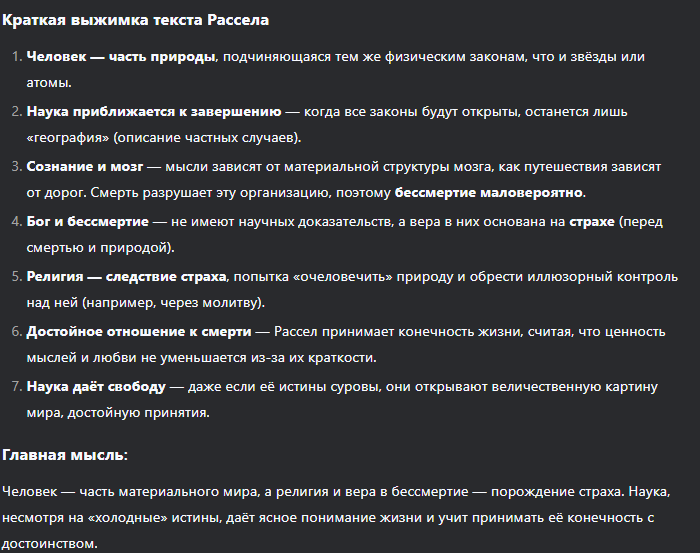 Краткая выжимка текста Рассела
1. Человек — часть природы, подчиняющаяся тем же физическим законам, что и звёзды или
атомы.
2. Наука приближается к завершению — когда все законы будут открыты, останется лишь
«география» (описание частных случаев).
3. Сознание и мозг — мысли зависят от материальной структуры мозга, как путешествия зависят
от дорог. Смерть разрушает эту организацию, поэтому бессмертие маловероятно.
4. Бог и бессмертие — не имеют научных доказательств, а вера в них основана на страхе (перед
смертью и природой).
5. Религия — следствие страха, попытка «очеловечить» природу и обрести иллюзорный контроль
над ней (например, через молитву).
6. Достойное отношение к смерти — Рассел принимает конечность жизни, считая, что ценность
мыслей и любви не уменьшается из-за их краткости.
7. Наука даёт свободу — даже если её истины суровы, они открывают величественную картину
мира, достойную принятия.
Главная мысль:
Человек — часть материального мира, а религия и вера в бессмертие — порождение страха. Наука,
несмотря на «холодные» истины, даёт ясное понимание жизни и учит принимать её конечность с
достоинством.